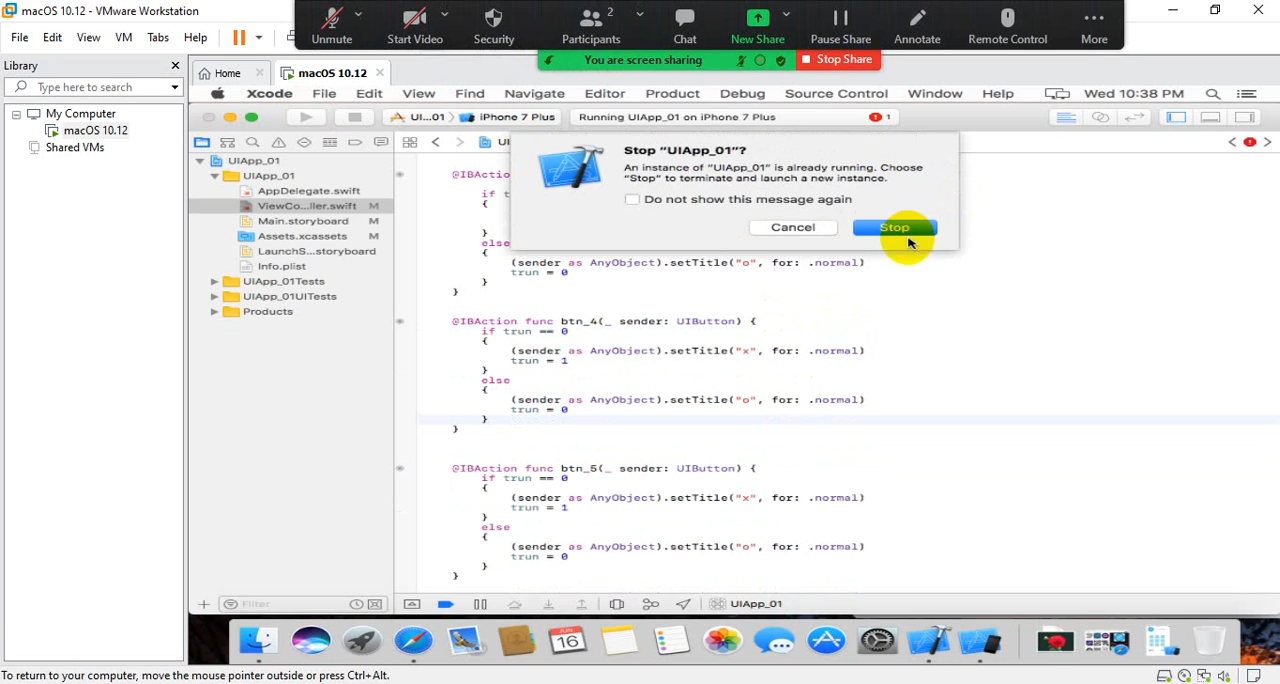 macOS 10.12 - VMware Workstation
File Edit View VM Tabs Help
Unmute Start Video Security Participants 2 Chat New Share Pause Share Annotate Remote Control More
You are screen sharing Stop Share
Library
Type here to search
My Computer
macOS 10.12
Shared VMs
Home macOS 10.12
Xcode File Edit View Find Navigate Editor Product Debug Source Control Window Help Wed 10:38 PM
UI...01 iPhone 7 Plus Running UIApp_01 on iPhone 7 Plus 1
UIApp_01
UIApp_01
AppDelegate.swift
ViewCo...ller.swift M
Main.storyboard M
Assets.xcassets M
LaunchS...storyboard
Info.plist
UIApp_01Tests
UIApp_01UITests
Products
Filter
Stop “UIApp_01”?
An instance of “UIApp_01” is already running. Choose
“Stop” to terminate and launch a new instance.
Do not show this message again
Cancel Stop
@IBAc
if
{
}
else
{
(sender as AnyObject).setTitle("o", for: .normal)
trun = 0
}
}
@IBAction func btn_4(_ sender: UIButton) {
if trun == 0
{
(sender as AnyObject).setTitle("x", for: .normal)
trun = 1
}
else
{
(sender as AnyObject).setTitle("o", for: .normal)
trun = 0
}
}
@IBAction func btn_5(_ sender: UIButton) {
if trun == 0
{
(sender as AnyObject).setTitle("x", for: .normal)
trun = 1
}
else
{
(sender as AnyObject).setTitle("o", for: .normal)
trun = 0
}
}
UIApp_01
JUN
16
To return to your computer, move the mouse pointer outside or press Ctrl+Alt.